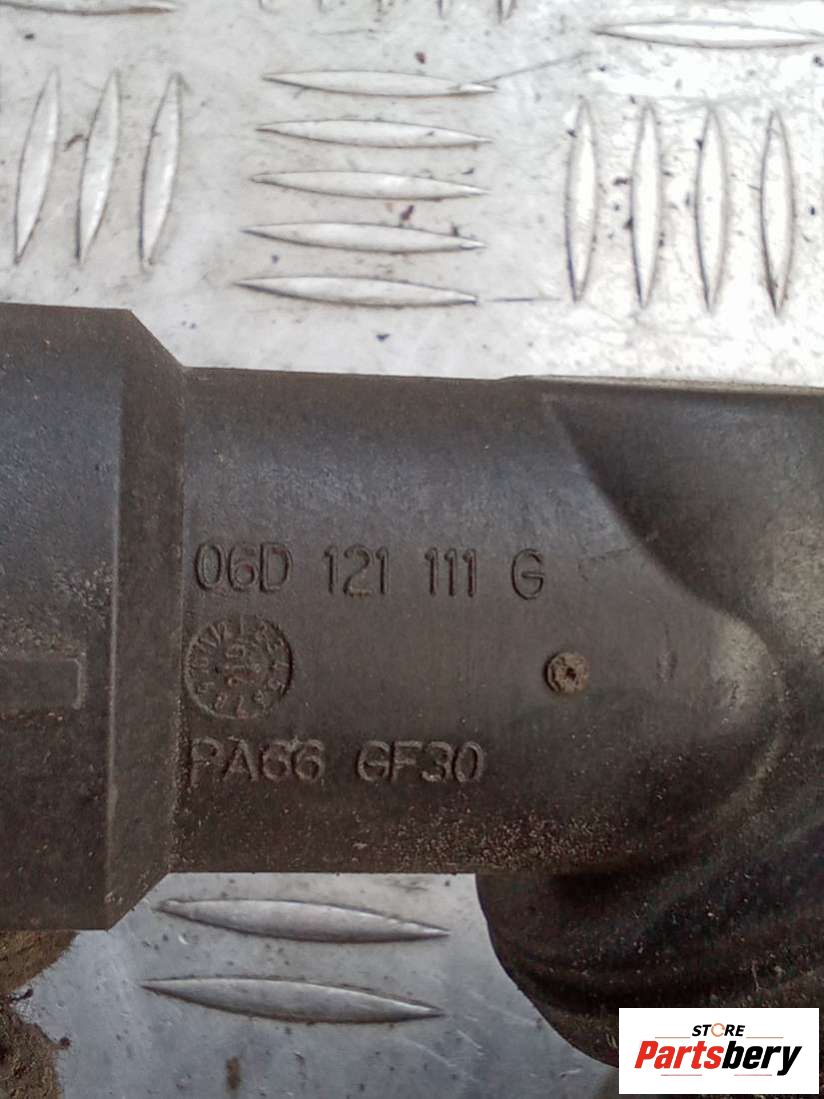 06D 121 111 G
PA66 GF30
STORE
Partsbery